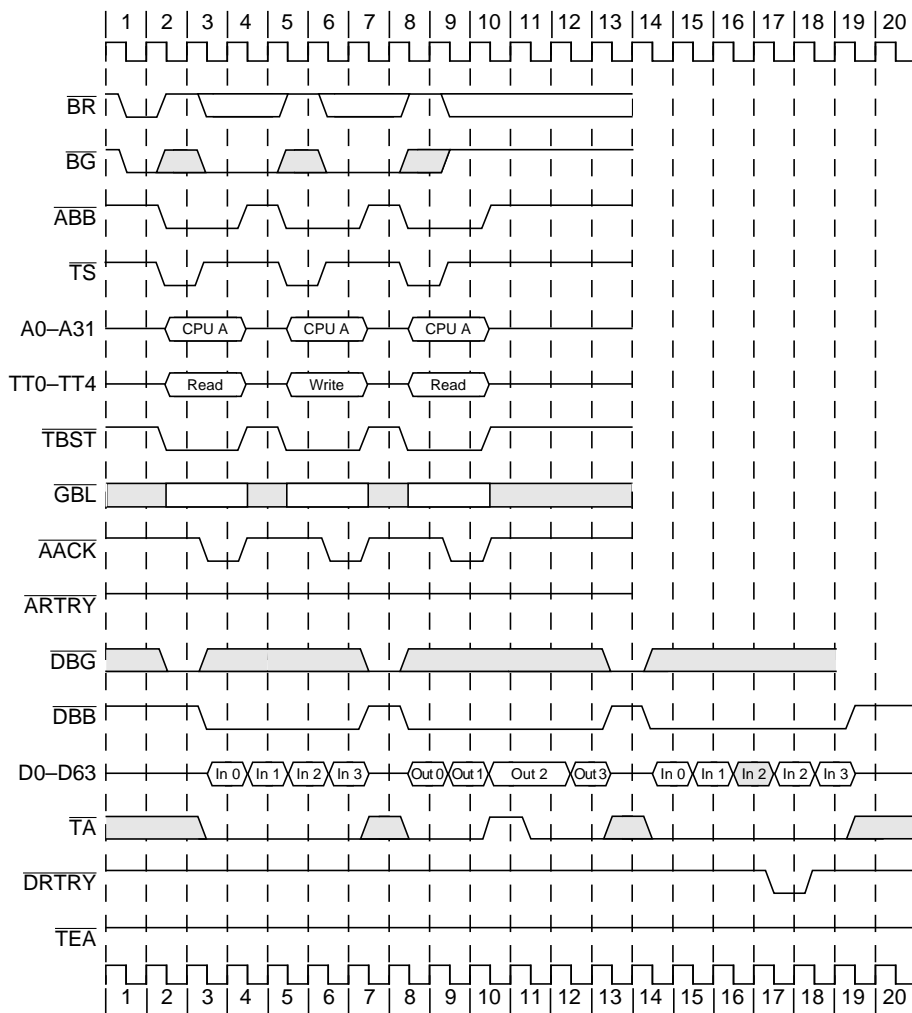 1 2 3 4 5 6 7 8 9 10 11 12 13 14 15 16 17 18 19 20
BR
BG
ABB
TS
A0–A31 CPU A CPU A CPU A
TT0–TT4 Read Write Read
TBST
GBL
AACK
ARTRY
DBG
DBB
D0–D63 In 0 In 1 In 2 In 3 Out 0 Out 1 Out 2 Out 3 In 0 In 1 In 2 In 2 In 3
TA
DRTRY
TEA
1 2 3 4 5 6 7 8 9 10 11 12 13 14 15 16 17 18 19 20